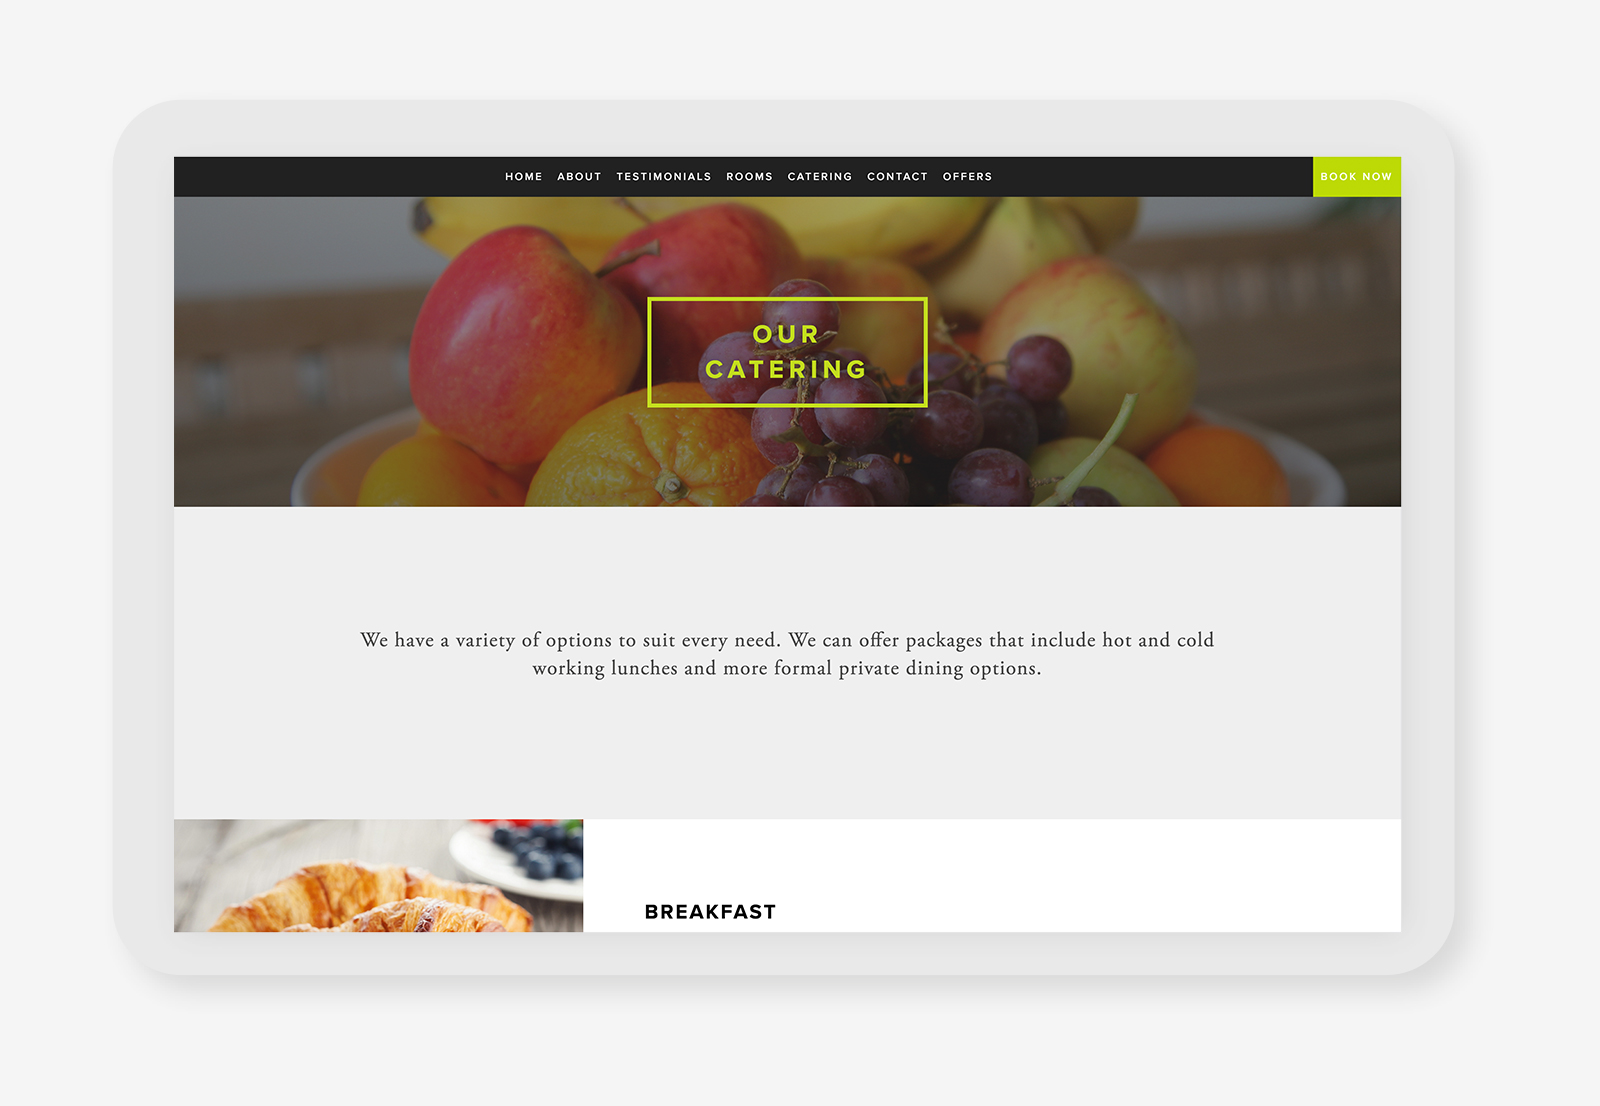 HOME ABOUT TESTIMONIALS ROOMS CATERING CONTACT OFFERS BOOK NOW
OUR
CATERING
We have a variety of options to suit every need. We can offer packages that include hot and cold
working lunches and more formal private dining options.
BREAKFAST